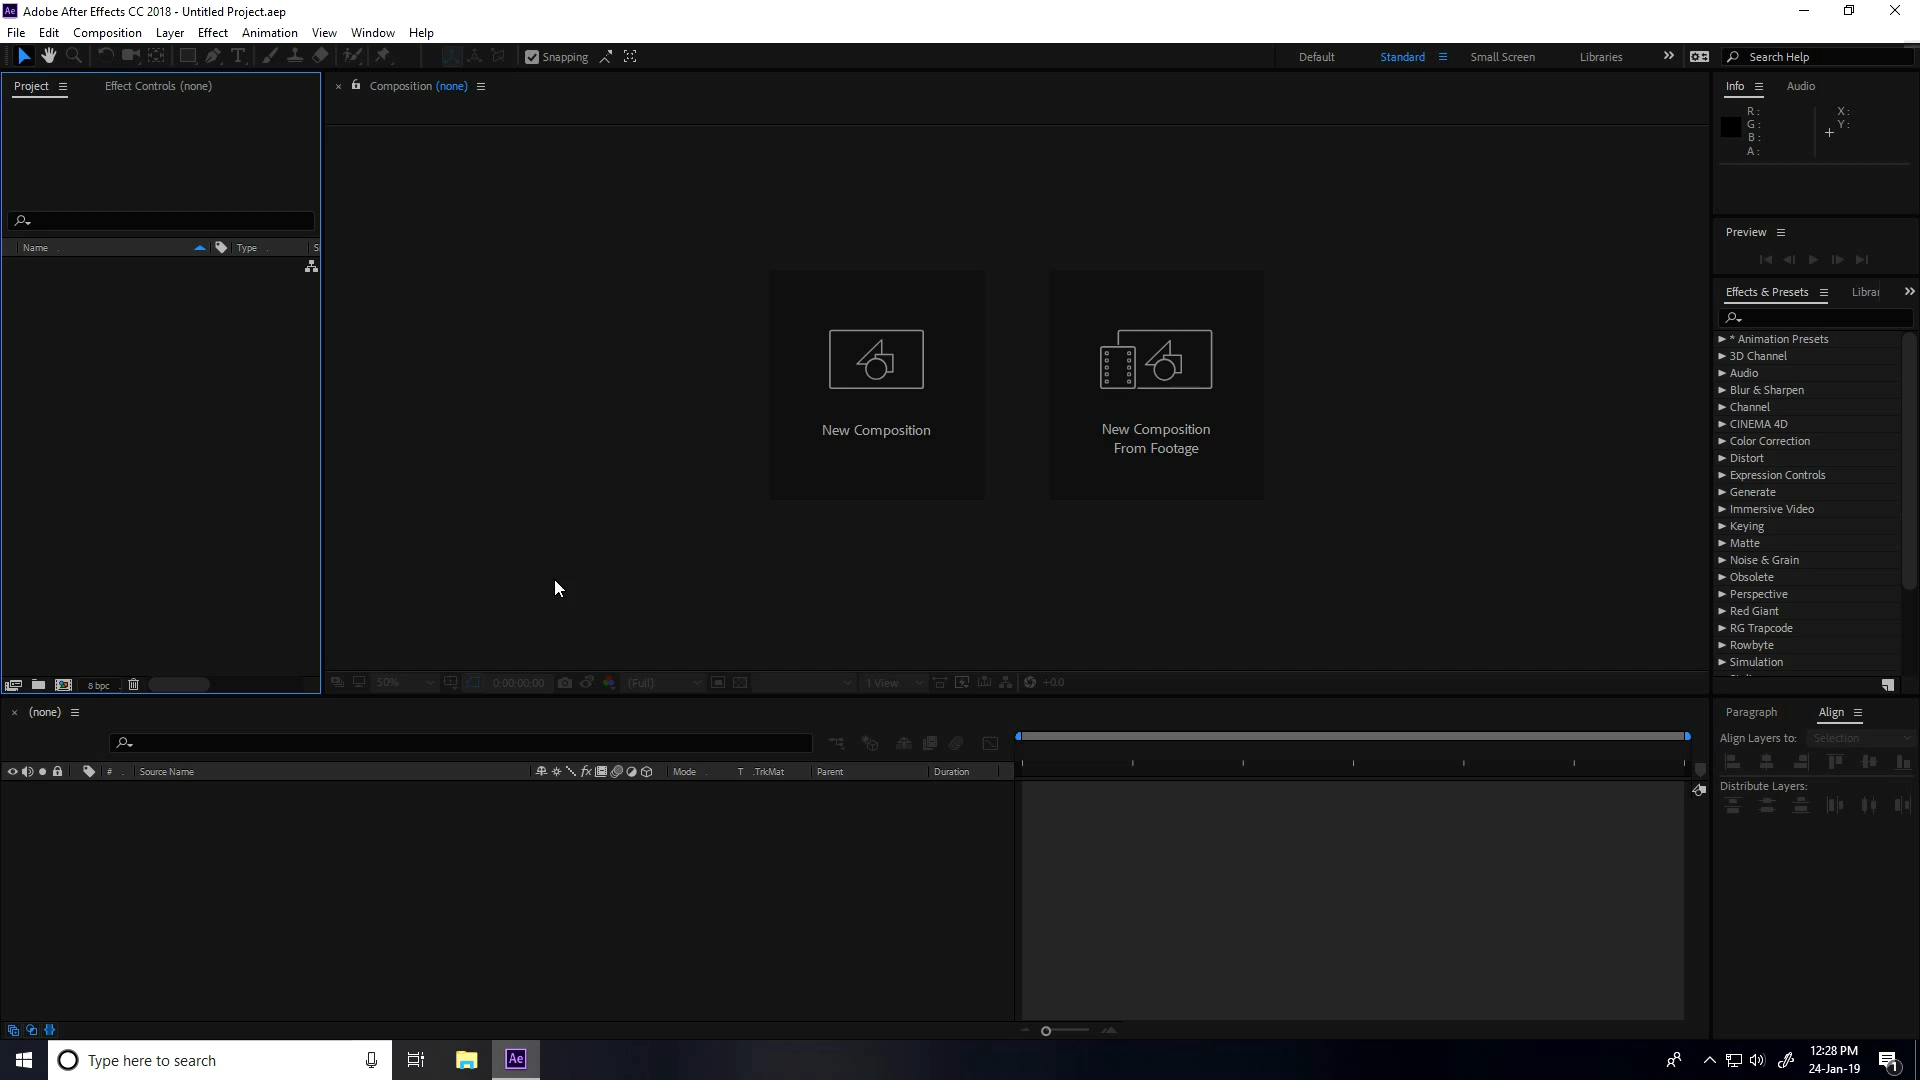 Adobe After Effects CC 2018 - Untitled Project.aep
File Edit Composition Layer Effect Animation View Window Help
Snapping Default Standard Small Screen Libraries Search Help
Project Effect Controls (none) Composition (none) Info Audio
R:
G:
B:
A:
X:
Y:
Preview
Name Type S
Effects & Presets Librar
* Animation Presets
3D Channel
Audio
Blur & Sharpen
Channel
CINEMA 4D
Color Correction
Distort
Expression Controls
Generate
Immersive Video
Keying
Matte
Noise & Grain
Obsolete
Perspective
Red Giant
RG Trapcode
Rowbyte
Simulation
New Composition
New Composition
From Footage
8 bpc
50% 0:00:00:00 (Full) 1 View +0.0
(none)
Source Name Mode T .TrkMat Parent Duration
#
Paragraph Align
Align Layers to: Selection
Distribute Layers:
Type here to search
Ae
12:28 PM
24-Jan-19
1